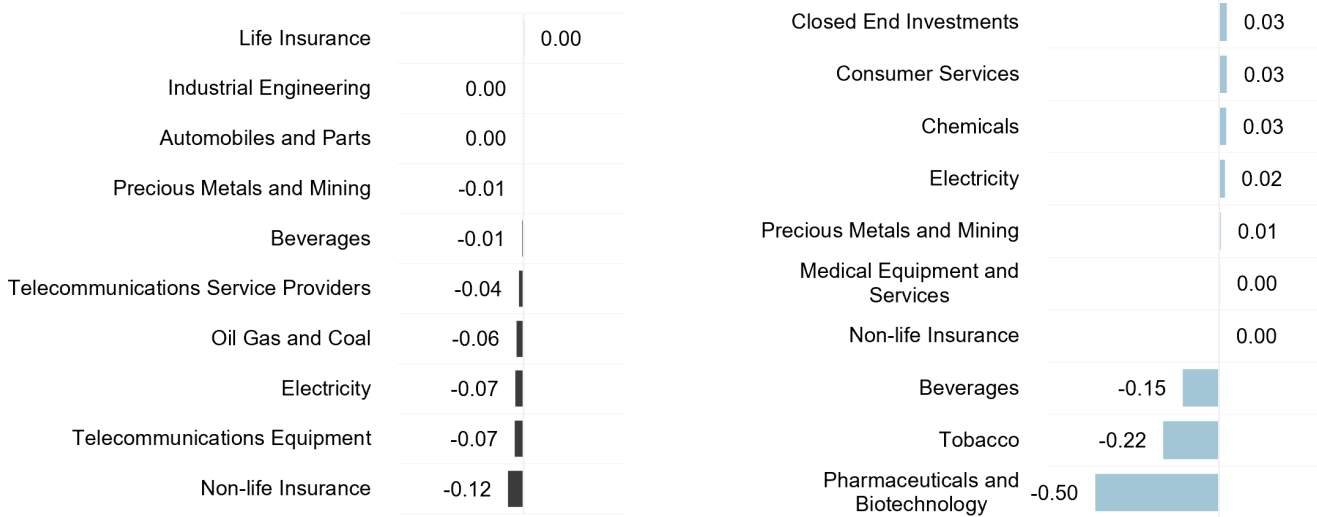 Life Insurance 0.00
Industrial Engineering 0.00
Automobiles and Parts 0.00
Precious Metals and Mining -0.01
Beverages -0.01
Telecommunications Service Providers -0.04
Oil Gas and Coal -0.06
Electricity -0.07
Telecommunications Equipment -0.07
Non-life Insurance -0.12
Closed End Investments 0.03
Consumer Services 0.03
Chemicals 0.03
Electricity 0.02
Precious Metals and Mining 0.01
Medical Equipment and
Services 0.00
Non-life Insurance 0.00
Beverages -0.15
Tobacco -0.22
Pharmaceuticals and
Biotechnology -0.50